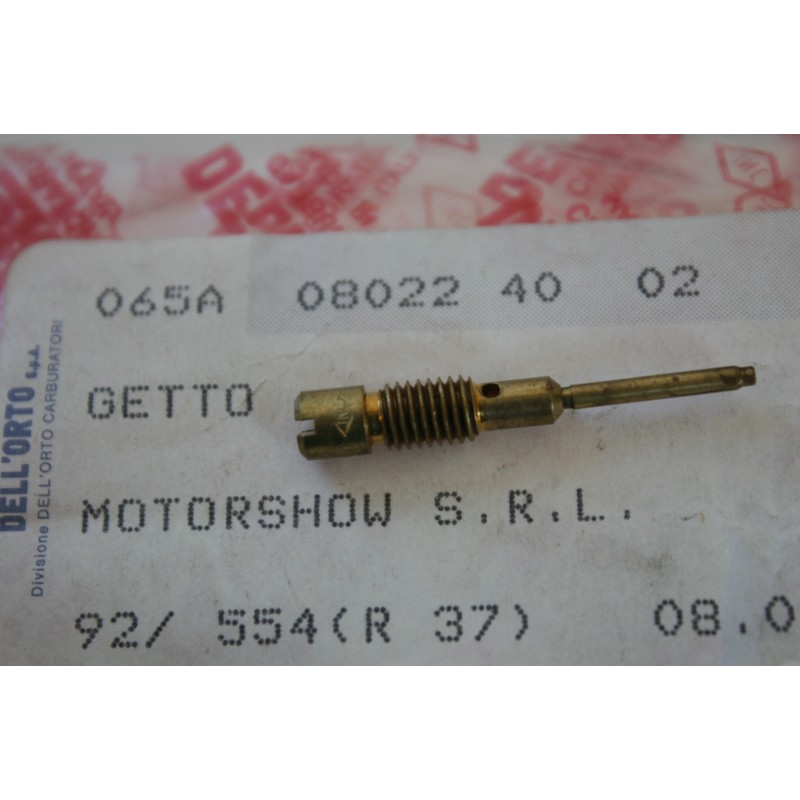 065A 08022 40 02
GETTO
MOTORSHOW S.R.L.
92/ 554(R 37) 08.0
DELL'ORTO S.p.A.
Divisione DELL'ORTO CARBURATORI